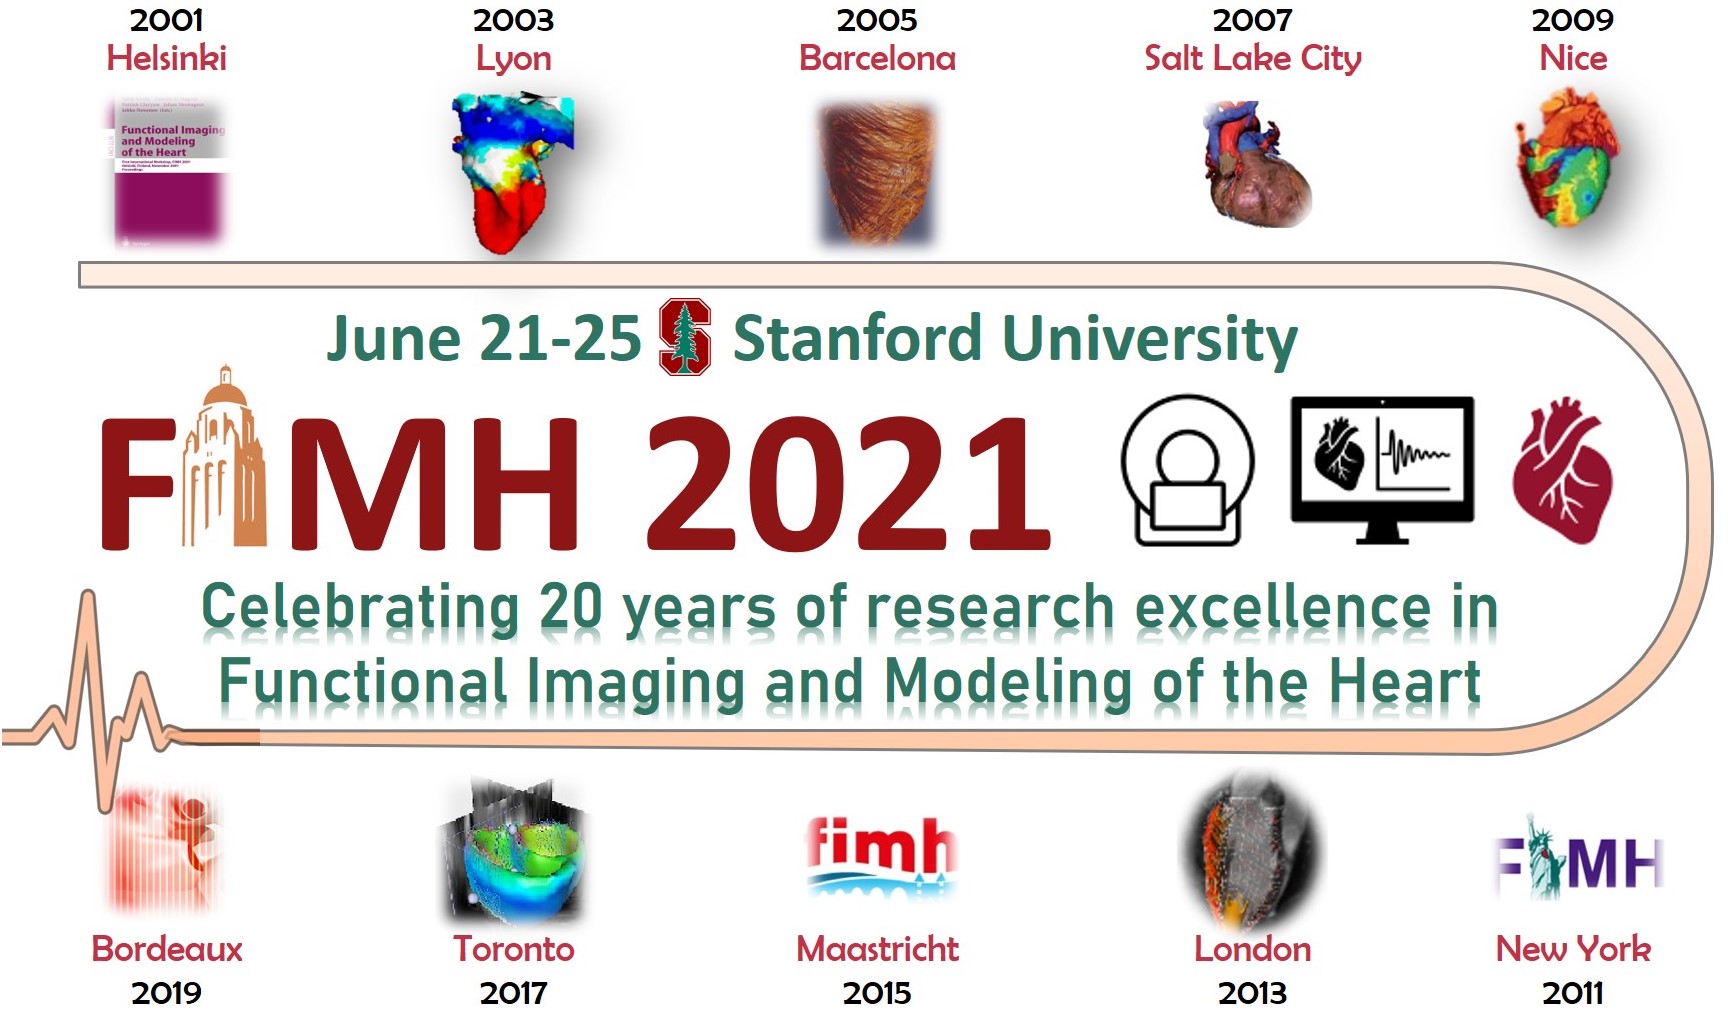 2001
Helsinki
2003
Lyon
2005
Barcelona
2007
Salt Lake City
2009
Nice
Functional Imaging
and Modeling
of the Heart
June 21-25 S Stanford University
F MH 2021
Celebrating 20 years of research excellence in
Functional Imaging and Modeling of the Heart
fimh
F MH
Bordeaux
2019
Toronto
2017
Maastricht
2015
London
2013
New York
2011